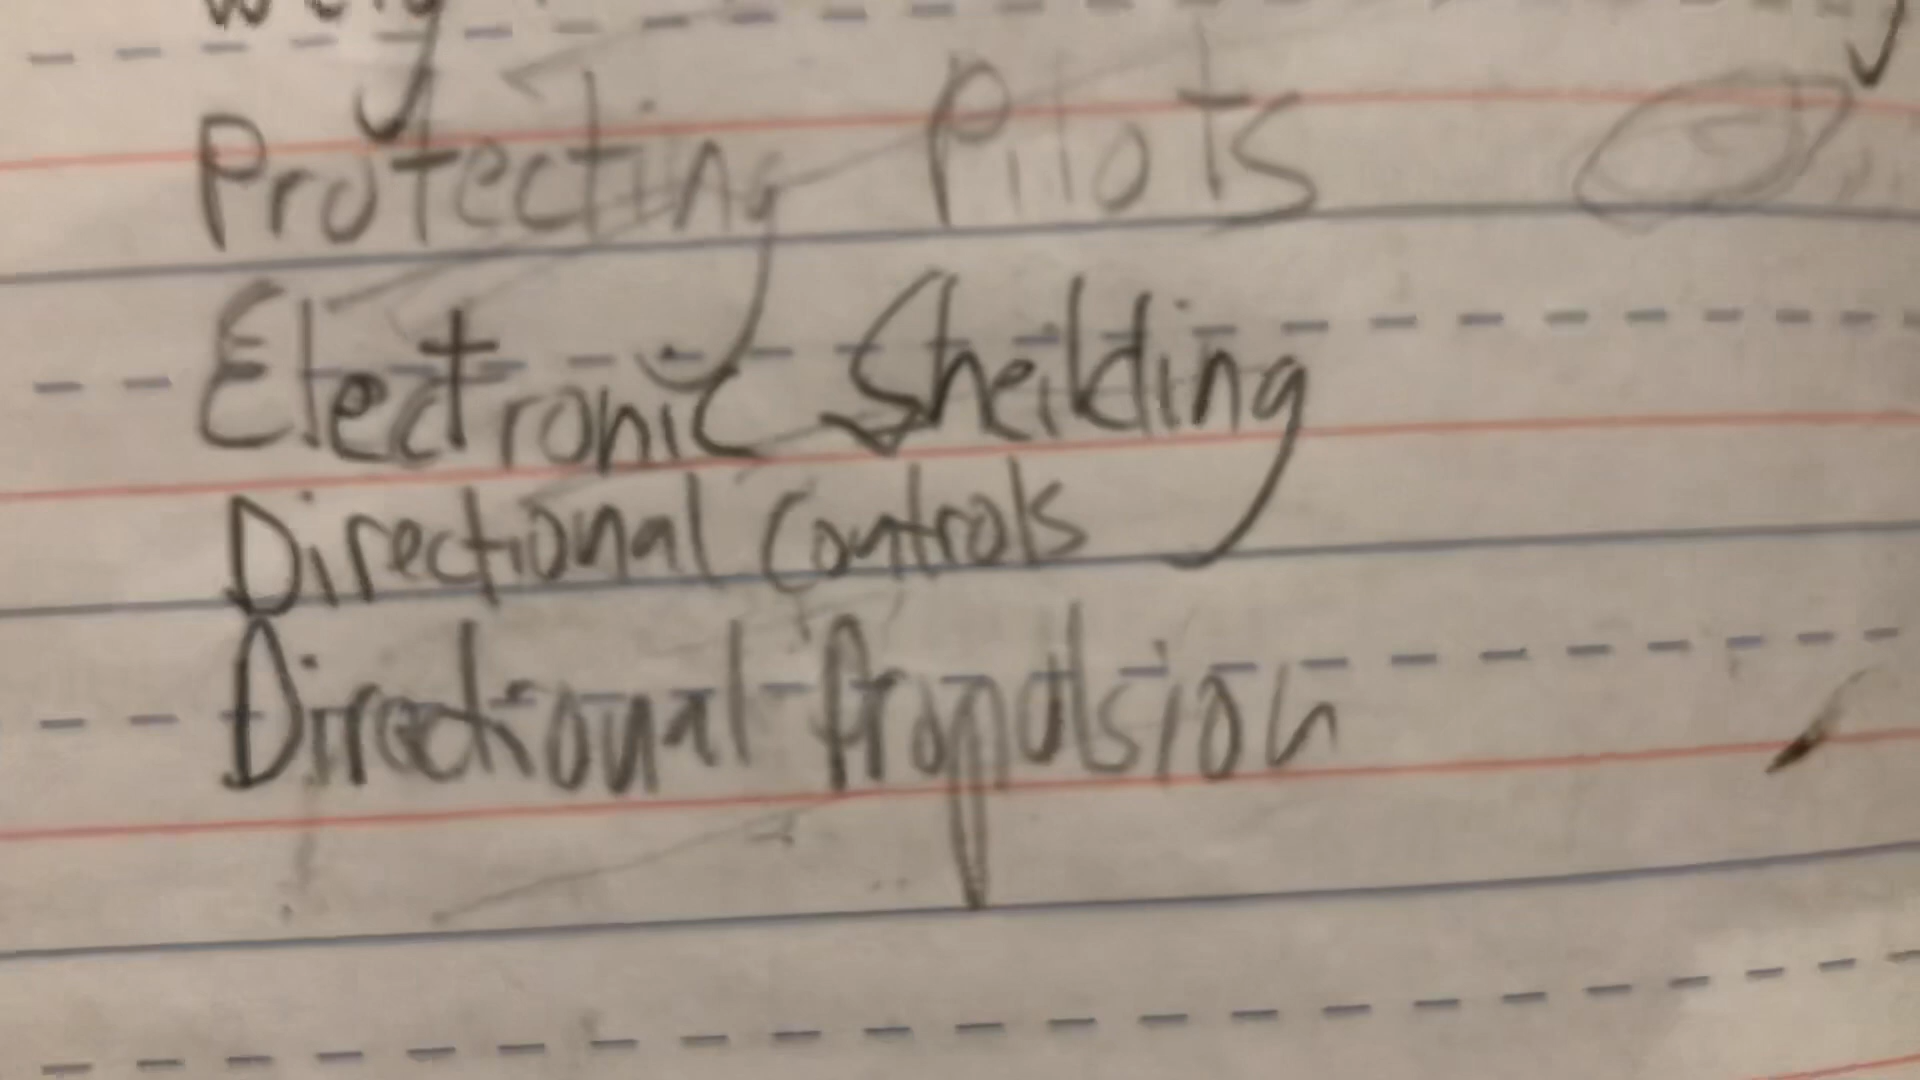 Protecting Pilots
Electronic Sheilding
Directional Controls
Directional Propulsion